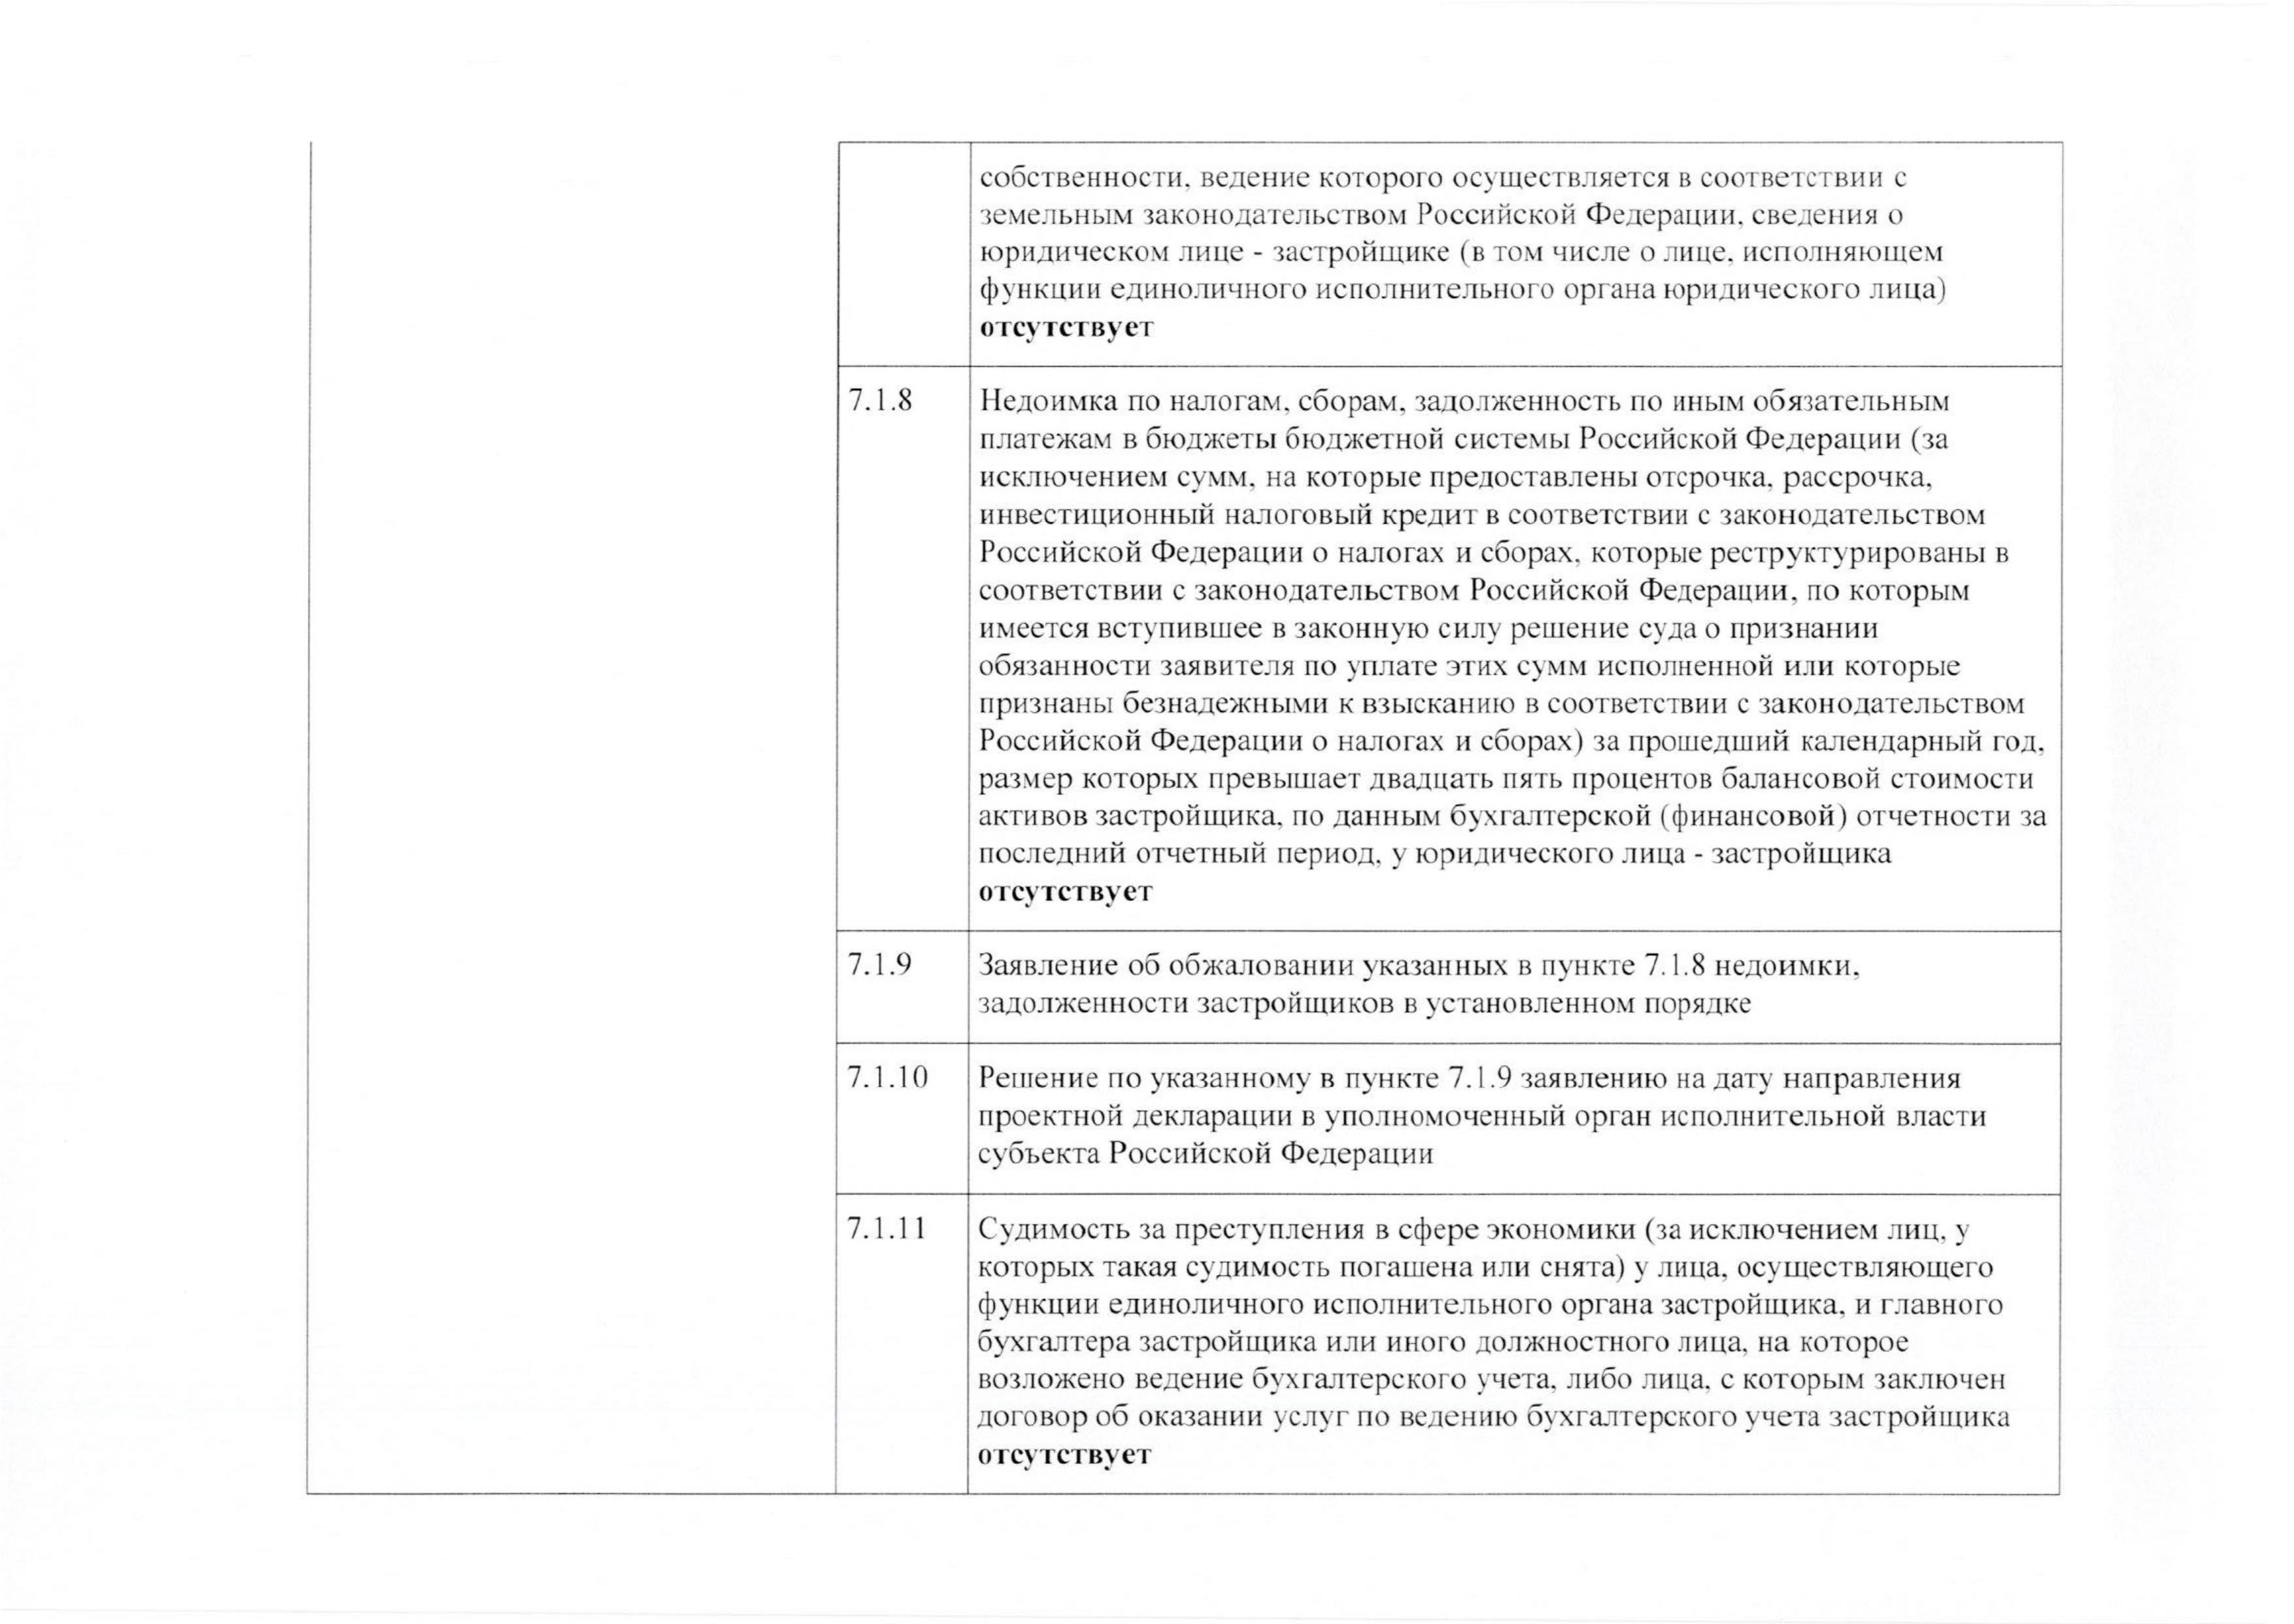 собственности, ведение которого осуществляется в соответствии с
земельным законодательством Российской Федерации, сведения о
юридическом лице - застройщике (в том числе о лице, исполняющем
функции единоличного исполнительного органа юридического лица)
отсутствует
7.1.8
Недоимка по налогам, сборам, задолженность по иным обязательным
платежам в бюджеты бюджетной системы Российской Федерации (за
исключением сумм, на которые предоставлены отсрочка, рассрочка,
инвестиционный налоговый кредит в соответствии с законодательством
Российской Федерации о налогах и сборах, которые реструктурированы в
соответствии с законодательством Российской Федерации, по которым
имеется вступившее в законную силу решение суда о признании
обязанности заявителя по уплате этих сумм исполненной или которые
признаны безнадежными к взысканию в соответствии с законодательством
Российской Федерации о налогах и сборах) за прошедший календарный год,
размер которых превышает двадцать пять процентов балансовой стоимости
активов застройщика, по данным бухгалтерской (финансовой) отчетности за
последний отчетный период, у юридического лица - застройщика
отсутствует
7.1.9
Заявление об обжаловании указанных в пункте 7.1.8 недоимки,
задолженности застройщиков в установленном порядке
7.1.10
Решение по указанному в пункте 7.1.9 заявлению на дату направления
проектной декларации в уполномоченный орган исполнительной власти
субъекта Российской Федерации
7.1.11
Судимость за преступления в сфере экономики (за исключением лиц, у
которых такая судимость погашена или снята) у лица, осуществляющего
функции единоличного исполнительного органа застройщика, и главного
бухгалтера застройщика или иного должностного лица, на которое
возложено ведение бухгалтерского учета, либо лица, с которым заключен
договор об оказании услуг по ведению бухгалтерского учета застройщика
отсутствует